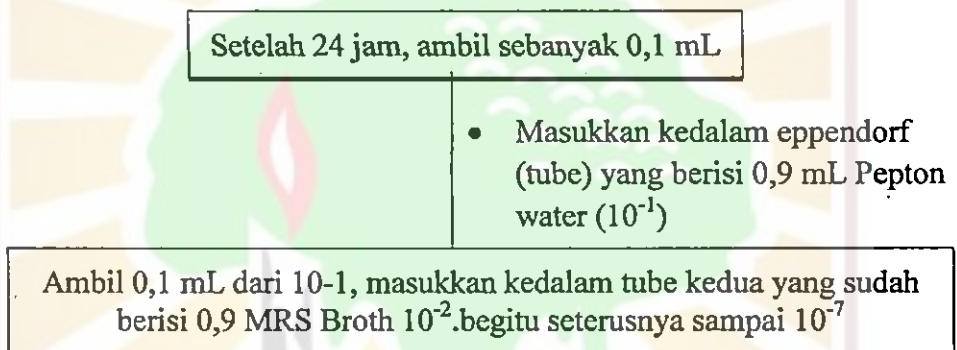 Setelah 24 jam, ambil sebanyak 0,1 mL
• Masukkan kedalam eppendorf
(tube) yang berisi 0,9 mL Pepton
water (10⁻¹)
Ambil 0,1 mL dari 10-1, masukkan kedalam tube kedua yang sudah
berisi 0,9 MRS Broth 10⁻².begitu seterusnya sampai 10⁻⁷